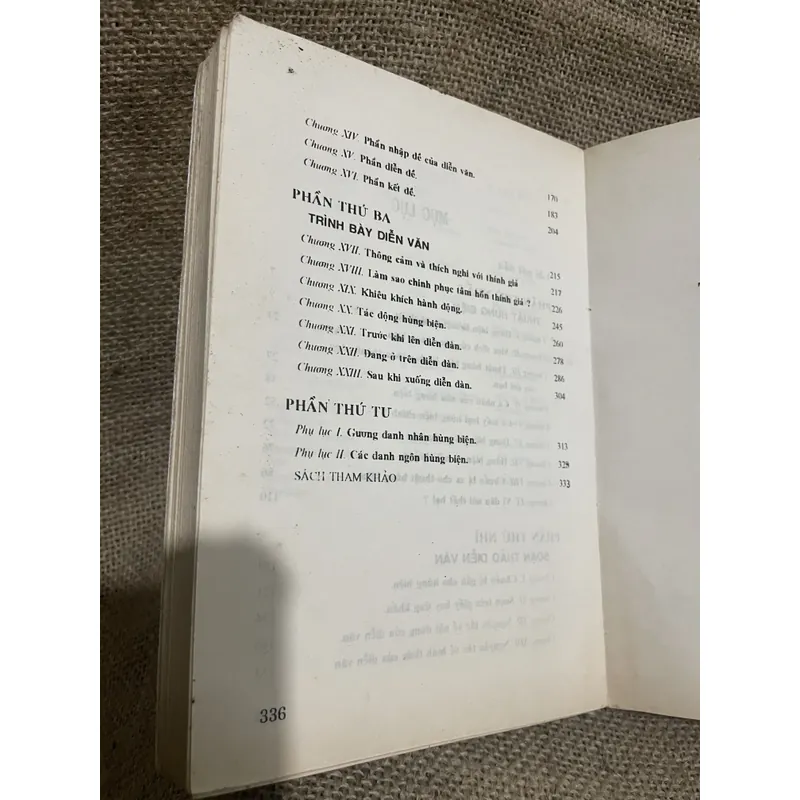 Chương XIV. Phần nhập đề của diễn văn. 170
Chương XV. Phần diễn đề. 183
Chương XVI. Phần kết đề. 204
PHẦN THỨ BA
TRÌNH BÀY DIỄN VĂN 215
Chương XVII. Thông cảm và thích nghi với thính giả 217
Chương XVIII. Làm sao chinh phục tâm hồn thính giả ? 226
Chương XIX. Khiêu khích hành động. 245
Chương XX. Tác động hùng biện. 260
Chương XXI. Trước khi lên diễn đàn. 278
Chương XXII. Đang ở trên diễn đàn. 286
Chương XXIII. Sau khi xuống diễn đàn. 304
PHẦN THỨ TƯ
Phụ lục I. Gương danh nhân hùng biện. 313
Phụ lục II. Các danh ngôn hùng biện. 329
SÁCH THAM KHẢO 333
336